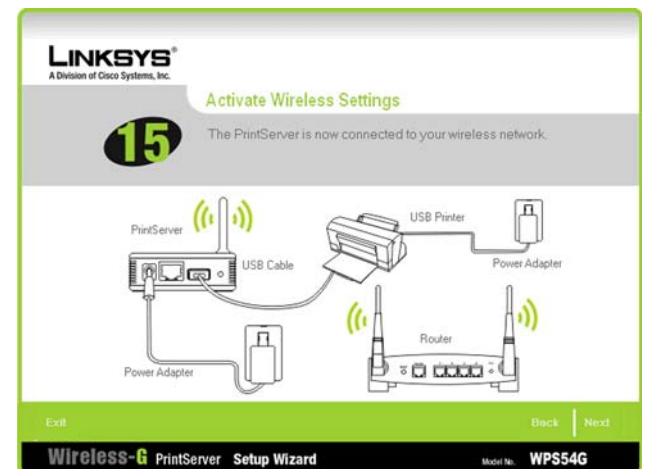 LINKSYS®
A Division of Cisco Systems, Inc.
Activate Wireless Settings
15
The PrintServer is now connected to your wireless network.
PrintServer
USB Cable
USB Printer
Power Adapter
Power Adapter
Router
Exit
Back
Next
Wireless-G PrintServer Setup Wizard
Model No. WPS54G